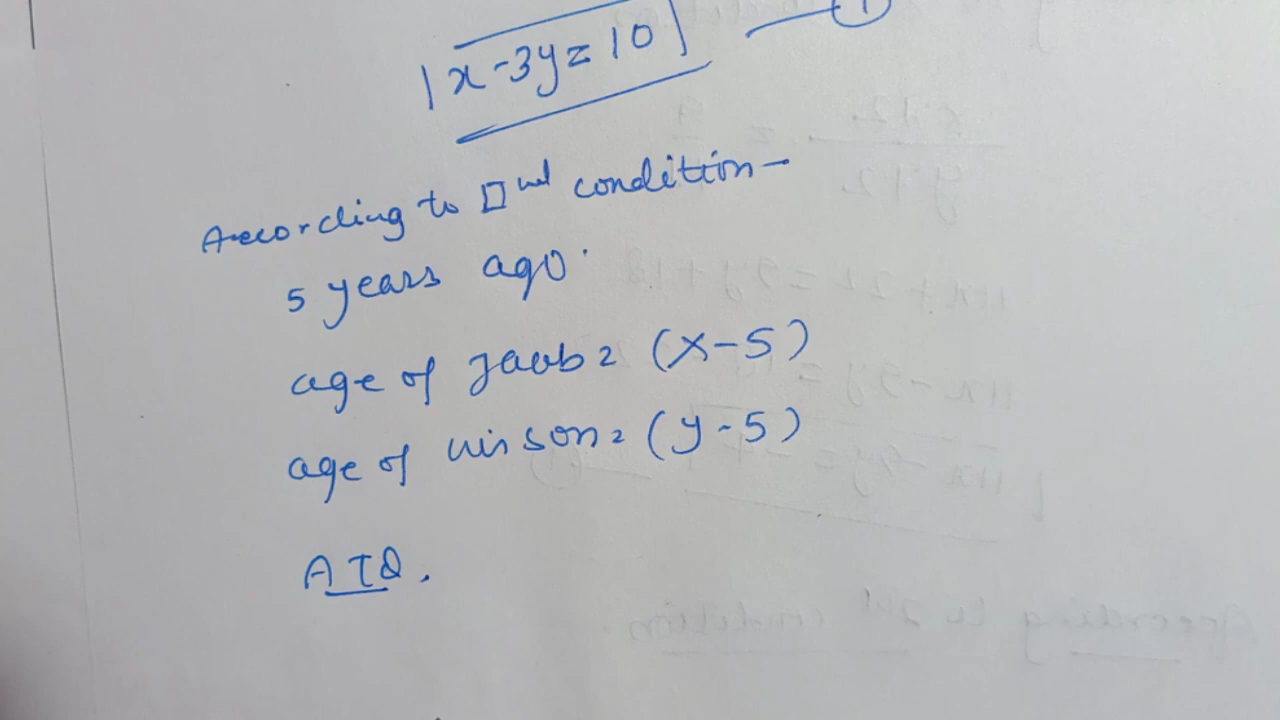 x-3y=10 — 1
According to IInd condition-
5 years ago.
age of Jacob = (x-5)
age of his son = (y-5)
ATQ.